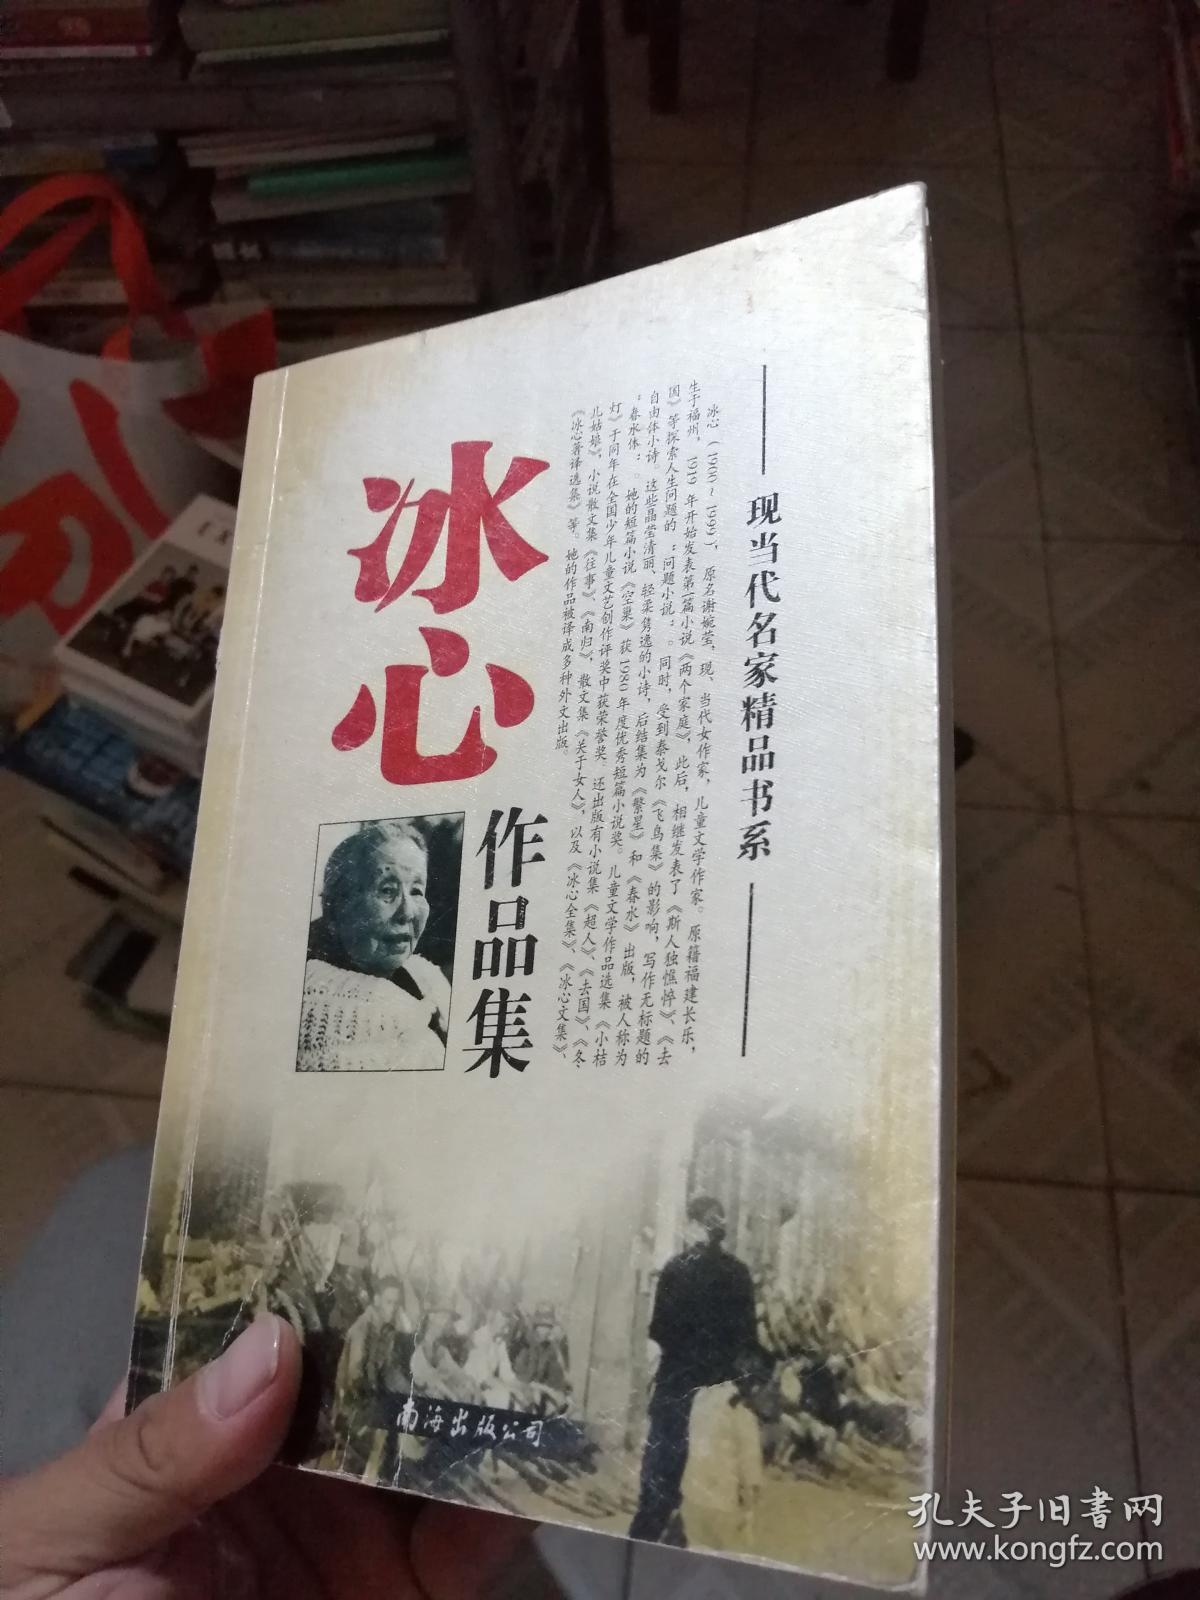 现当代名家精品书系
冰心（1900～1999），原名谢婉莹，现、当代女作家，儿童文学作家。原籍福建长乐，
生于福州，1919年开始发表第一篇小说《两个家庭》，此后，相继发表了《斯人独憔悴》、《去
国》等探索人生问题的：问题小说：。同时，受到泰戈尔《飞鸟集》的影响，写作无标题的
自由体小诗。这些晶莹清丽、轻柔隽逸的小诗，后结集为《繁星》和《春水》出版，被人称为
：春水体：。她的短篇小说《空巢》获1980年度优秀短篇小说奖。儿童文学作品选集《小桔
灯》于同年在全国少年儿童文艺创作评奖中获荣誉奖。还出版有小说集《超人》、《去国》、《冬
儿姑娘》，小说散文集《往事》、《南归》，散文集《关于女人》，以及《冰心全集》、《冰心文集》、
《冰心著译选集》等。她的作品被译成多种外文出版。
冰心
作品集
南海出版公司
孔夫子旧书网
www.kongfz.com